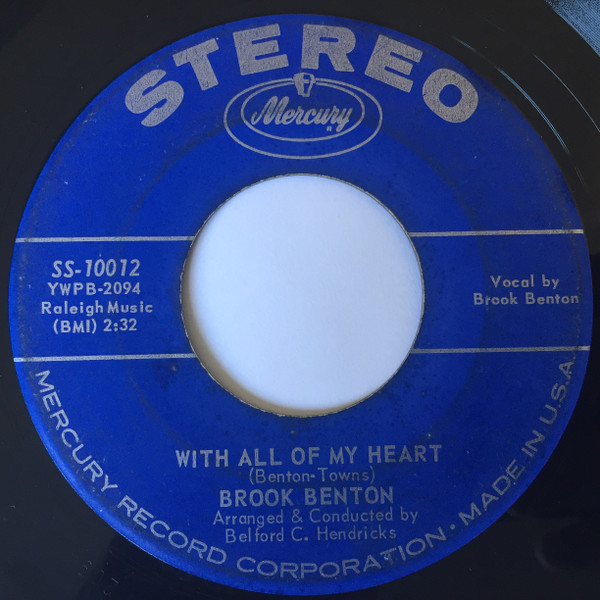 STEREO
Mercury
SS-10012
YWPB-2094
Raleigh Music
(BMI) 2:32
Vocal by
Brook Benton
WITH ALL OF MY HEART
(Benton-Towns)
BROOK BENTON
Arranged & Conducted by
Belford C. Hendricks
MERCURY RECORD CORPORATION • MADE IN U.S.A.